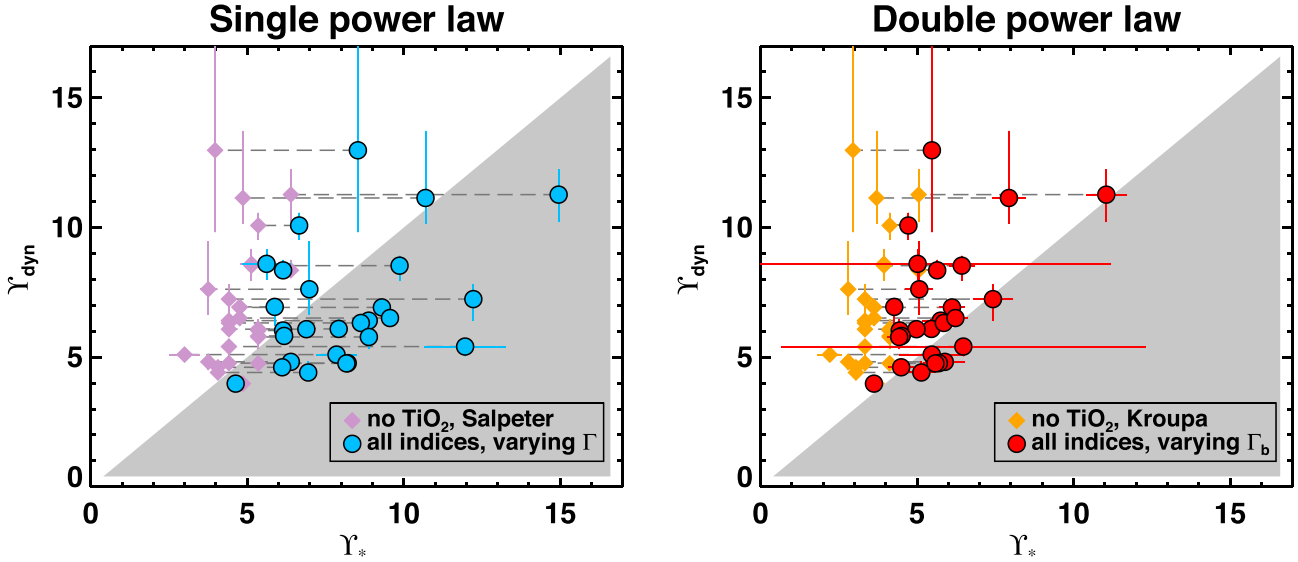 Single power law
15
10
5
0
ϒdyn
no TiO₂, Salpeter
all indices, varying Γ
0 5 10 15
ϒ*
Double power law
15
10
5
0
ϒdyn
no TiO₂, Kroupa
all indices, varying Γb
0 5 10 15
ϒ*